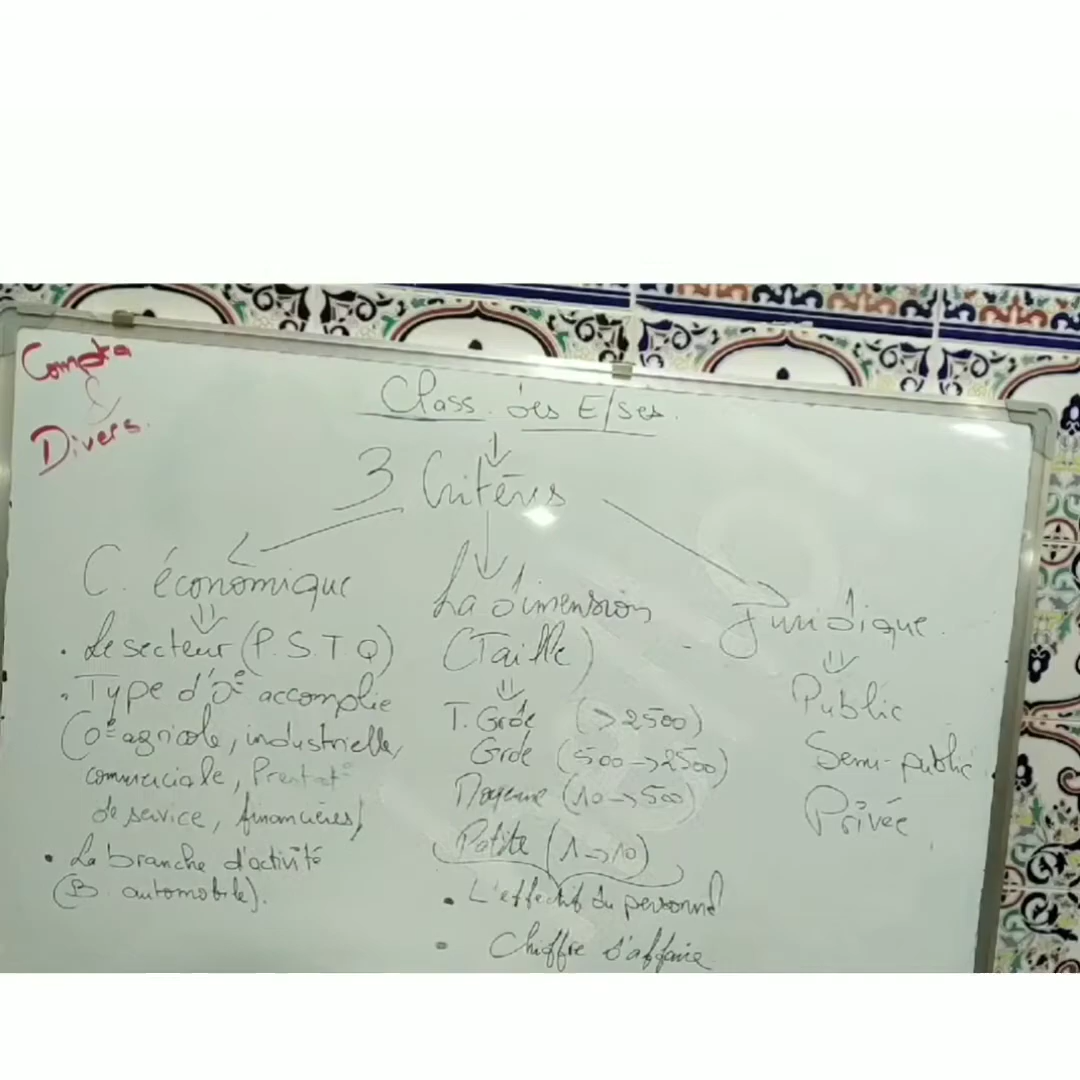 Compta
&
Divers.
Class. des E/ses.
3 Critères
C. économique
. Le secteur (P. S. T Q)
. Type d'o° accomplie
(O° agricole, industrielle,
commerciale, Prestat°
de service, financières)
. La branche d'activité
(B. automobile).
La dimension
(Taille)
T. Grde (> 2500)
Grde (500 → 2500)
Moyenne (10 → 500)
Patite (1 → 10)
. L'effectif du personnel
. Chiffre d'affaire
Juridique.
Public
Semi-public
Privée